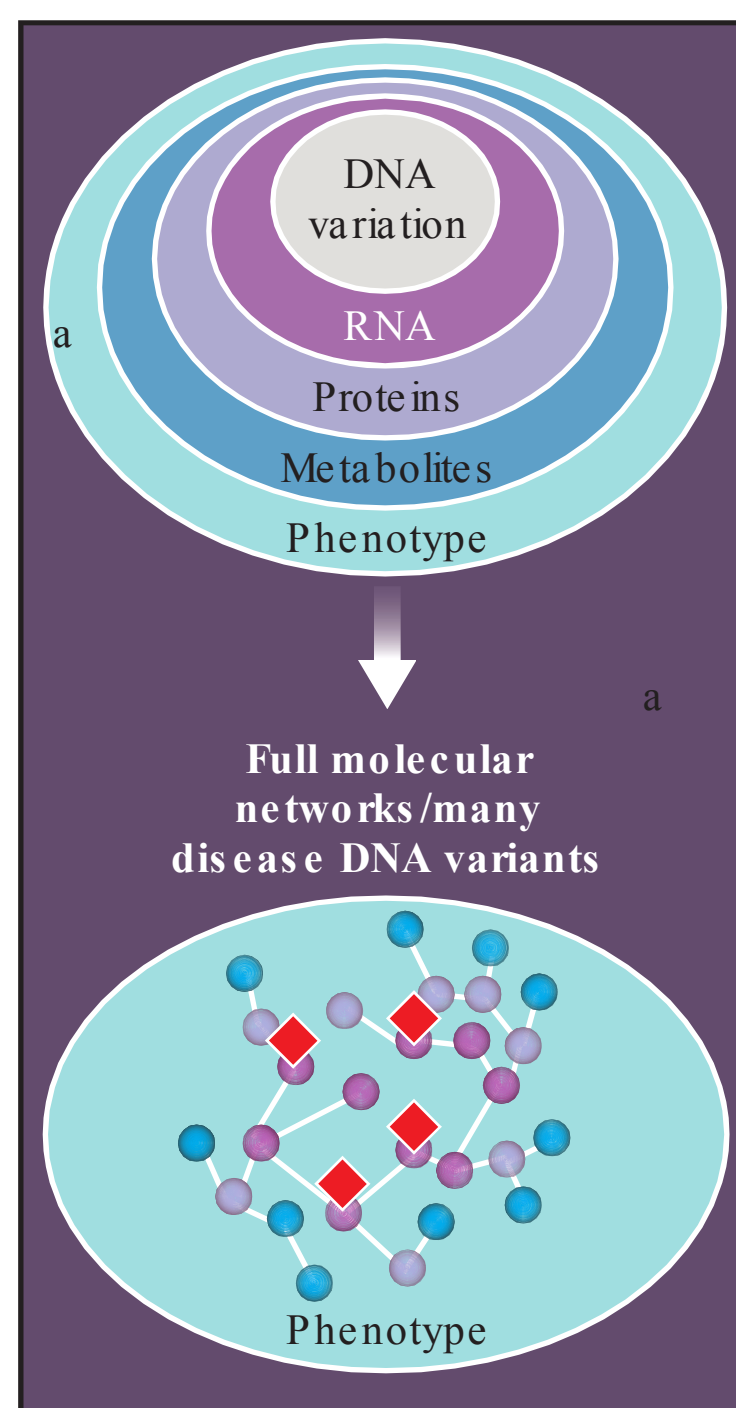 DNA
variation
RNA
a
Proteins
Metabolites
Phenotype
a
Full molecular
networks/many
disease DNA variants
Phenotype